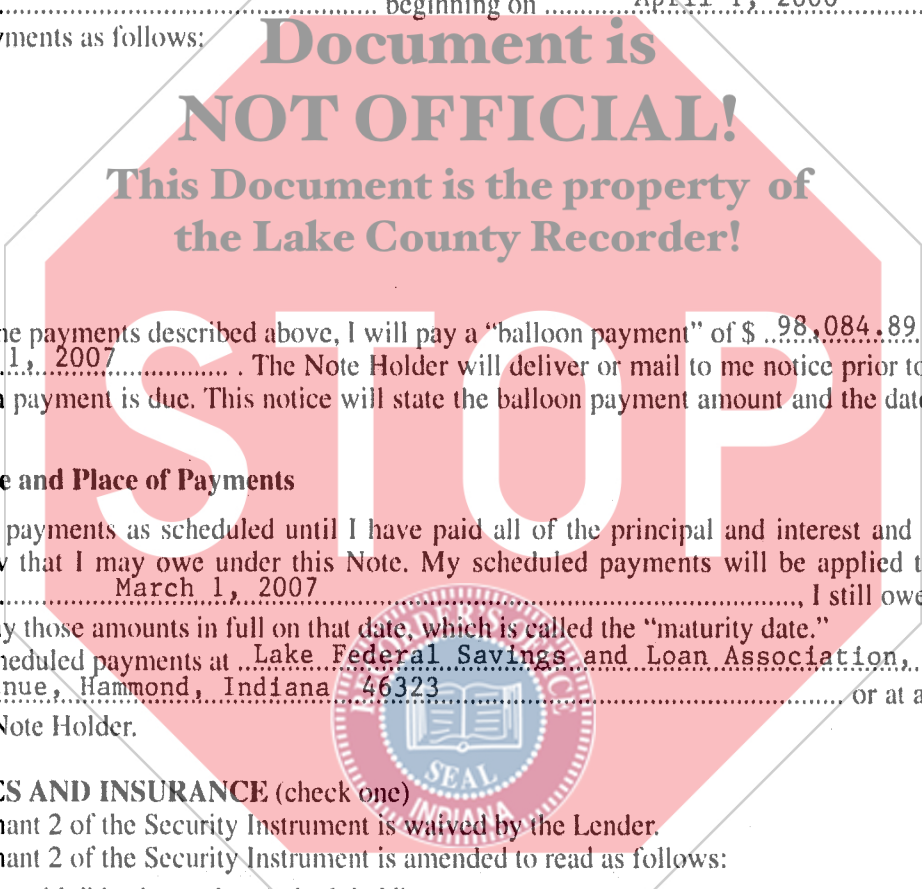 beginning on April 1, 2000
yments as follows:
Document is
NOT OFFICIAL!
This Document is the property of
the Lake County Recorder!
STOP
ne payments described above, I will pay a “balloon payment” of $ 98,084.89
1, 2007 . The Note Holder will deliver or mail to me notice prior to
payment is due. This notice will state the balloon payment amount and the date
e and Place of Payments
payments as scheduled until I have paid all of the principal and interest and
y that I may owe under this Note. My scheduled payments will be applied t
March 1, 2007 , I still owe
y those amounts in full on that date, which is called the “maturity date.”
heduled payments at Lake Federal Savings and Loan Association,
nue, Hammond, Indiana 46323 or at a
Note Holder.
ES AND INSURANCE (check one)
nant 2 of the Security Instrument is waived by the Lender.
nant 2 of the Security Instrument is amended to read as follows:
RECORDER'S OFFICE
SEAL
INDIANA